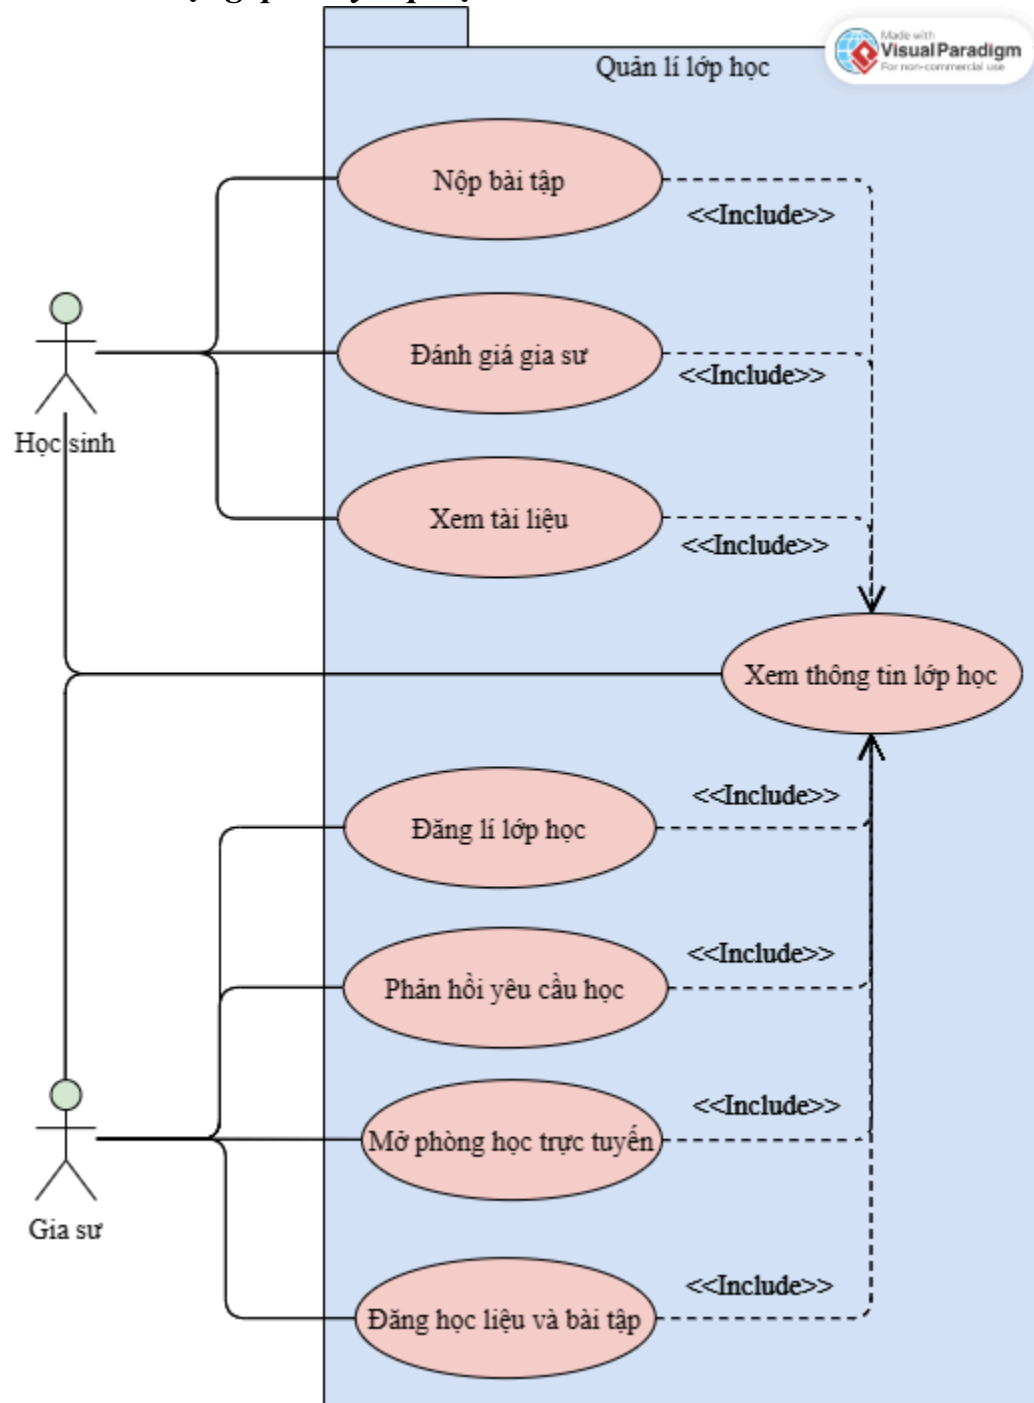 Made with
Visual Paradigm
For non-commercial use
Quản lí lớp học
Nộp bài tập
<<Include>>
Đánh giá gia sư
<<Include>>
Học sinh
Xem tài liệu
<<Include>>
Xem thông tin lớp học
<<Include>>
Đăng lí lớp học
<<Include>>
Phản hồi yêu cầu học
<<Include>>
Mở phòng học trực tuyến
Gia sư
<<Include>>
Đăng học liệu và bài tập